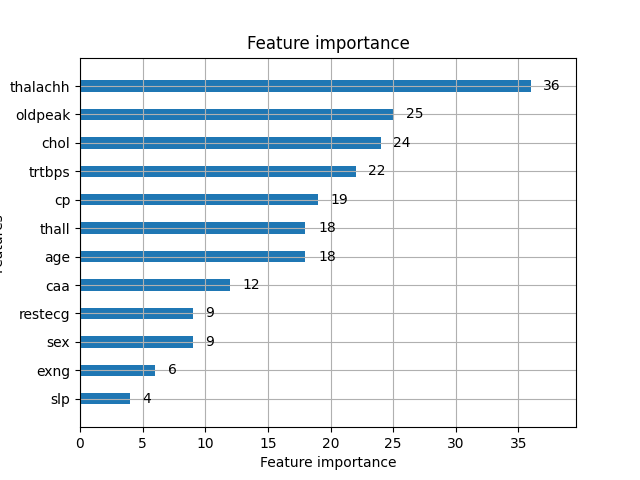 Feature importance
thalachh 36
oldpeak 25
chol 24
trtbps 22
cp 19
thall 18
age 18
caa 12
restecg 9
sex 9
exng 6
slp 4
0 5 10 15 20 25 30 35
Feature importance